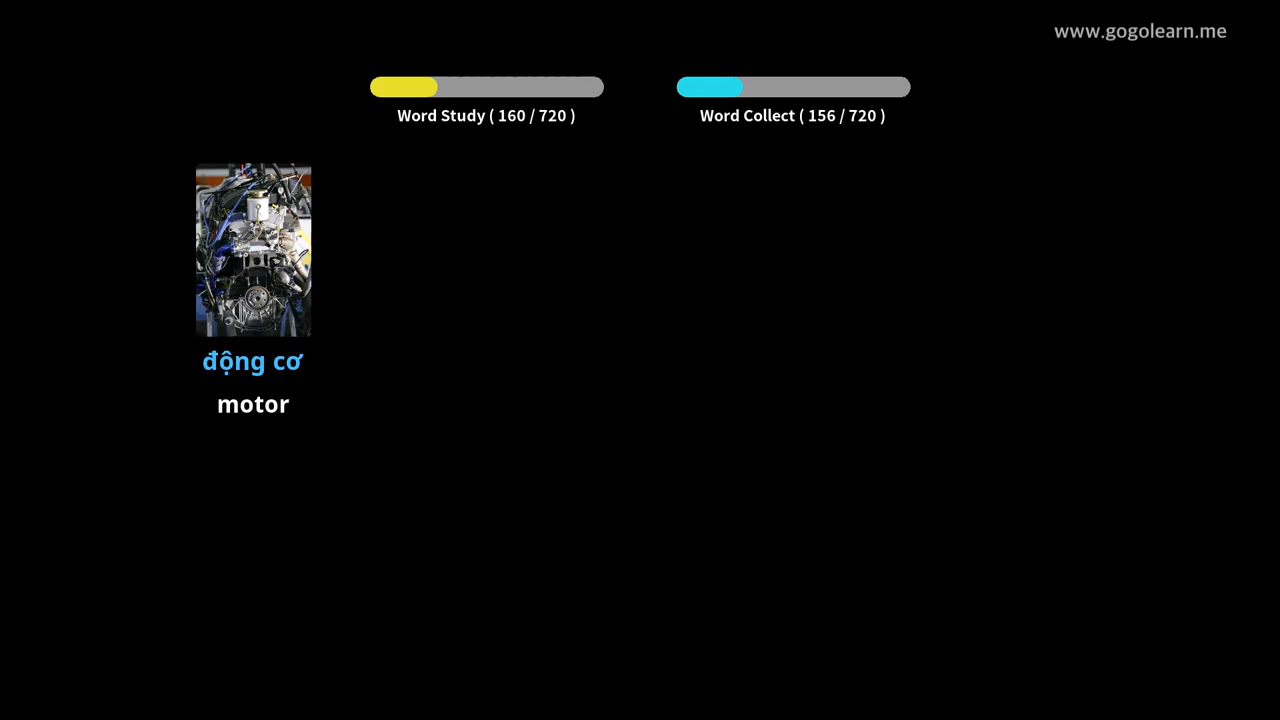 www.gogolearn.me
Word Study ( 160 / 720 )
Word Collect ( 156 / 720 )
động cơ
motor